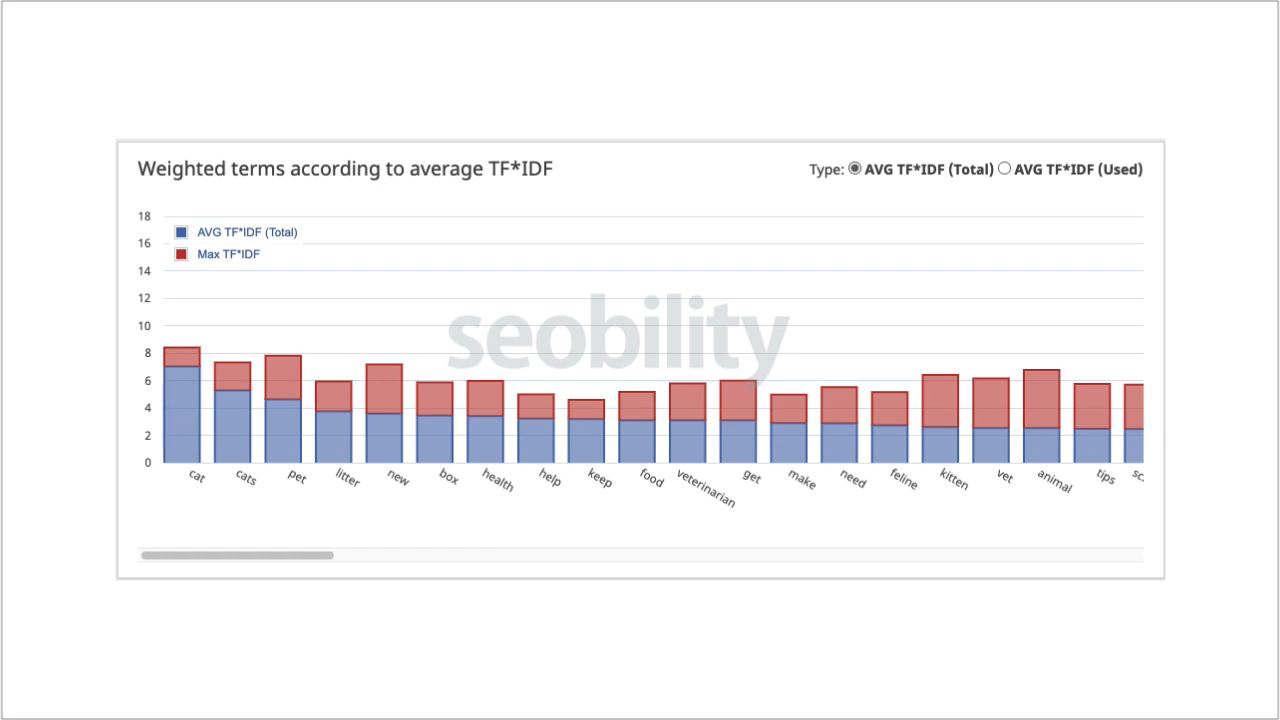 Weighted terms according to average TF*IDF
Type: AVG TF*IDF (Total) AVG TF*IDF (Used)
18
AVG TF*IDF (Total)
16
Max TF*IDF
14
12
10
8
6
4
2
0
seobility
cat cats pet litter new box health help keep food veterinarian get make need feline kitten vet animal tips